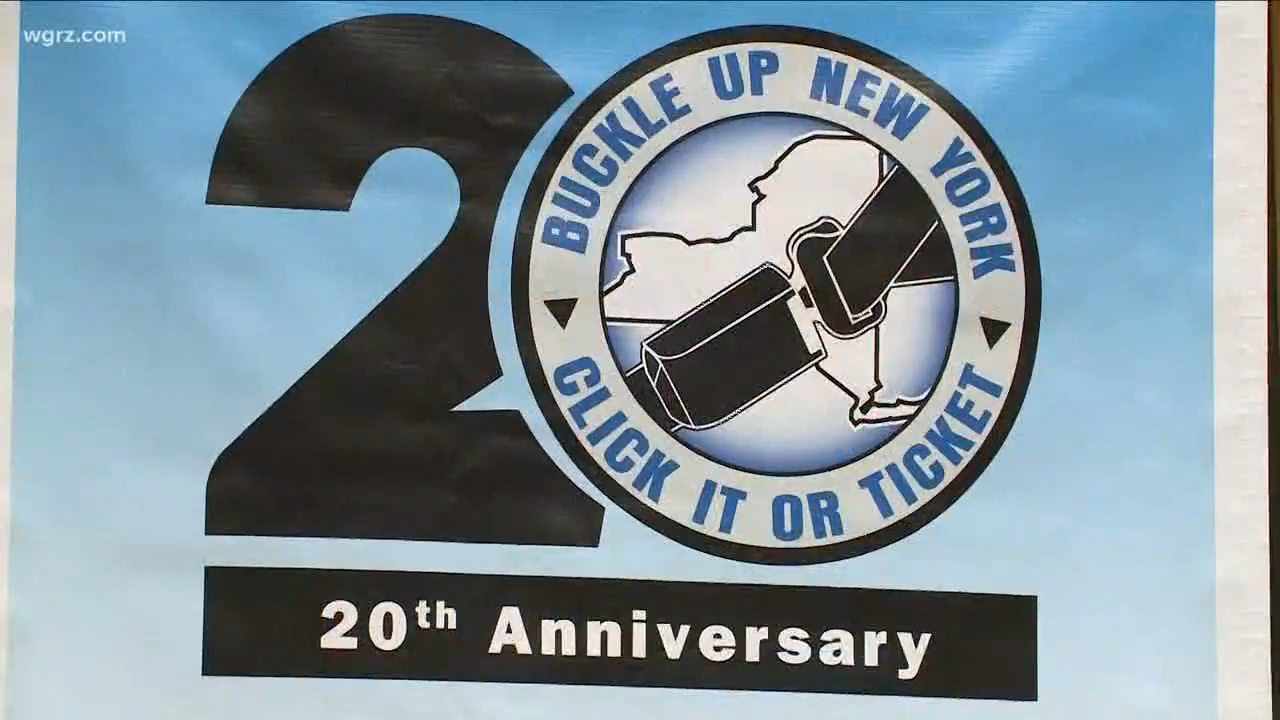 wgrz.com
20
BUCKLE UP NEW YORK
CLICK IT OR TICKET
20th Anniversary